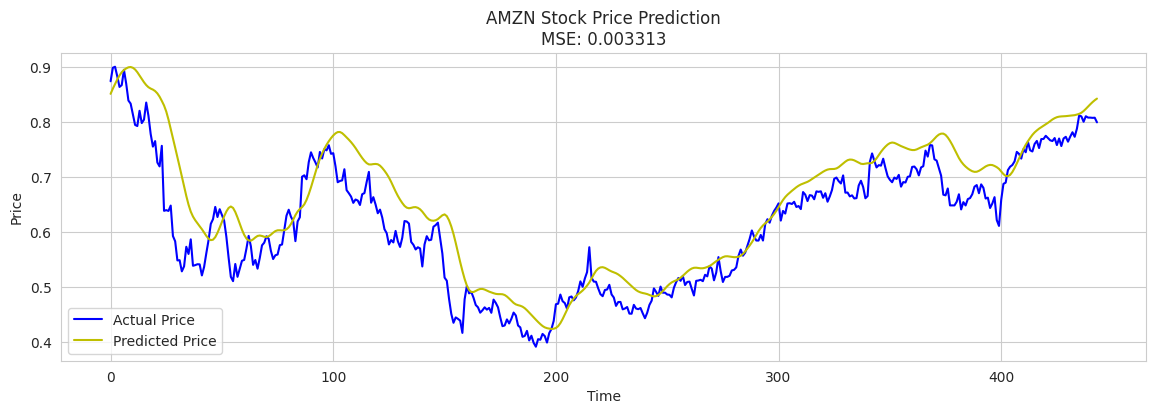 AMZN Stock Price Prediction
MSE: 0.003313
Price
0.9
0.8
0.7
0.6
0.5
0.4
Actual Price
Predicted Price
0
100
200
300
400
Time